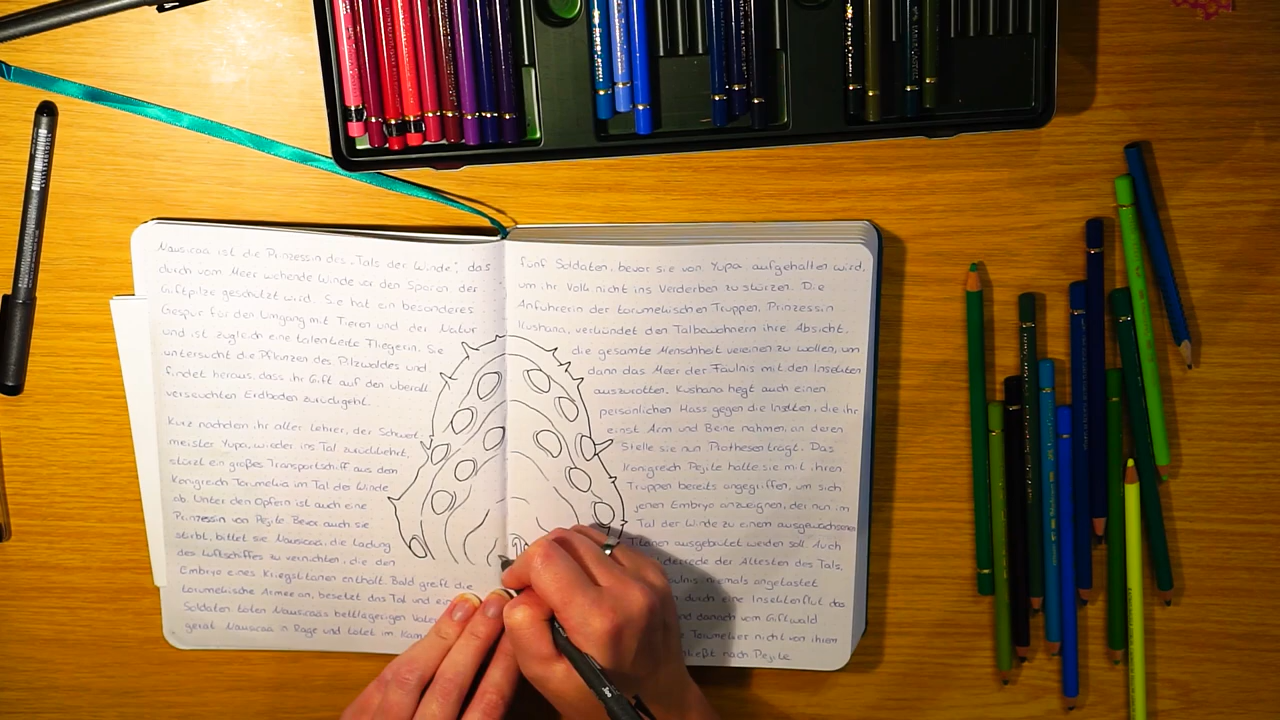 Nausicaä ist die Prinzessin des „Tals der Winde", das
durch vom Meer wehende Winde vor den Sporen der
Giftpilze geschützt wird. Sie hat ein besonderes
Gespür für den Umgang mit Tieren und der Natur
und ist zugleich eine talentierte Fliegerin. Sie
untersucht die Pflanzen des Pilzwaldes und
findet heraus, dass ihr Gift auf den überall
verseuchten Erdboden zurückgeht.
Kurz nachdem ihr alter Lehrer, der Schwert-
meister Yupa, wieder ins Tal zurückkehrt,
stürzt ein großes Transportschiff aus dem
Königreich Torumekia im Tal der Winde
ab. Unter den Opfern ist auch eine
Prinzessin von Pejite. Bevor auch sie
stirbt, bittet sie Nausicaä, die Ladung
des Luftschiffes zu vernichten, die den
Embryo eines Kriegstitanen enthält. Bald greift die
torumekische Armee an, besetzt das Tal und
Soldaten töten Nausicaäs bettlägerigen
gerät Nausicaä in Rage und tötet im
fünf Soldaten, bevor sie von Yupa aufgehalten wird,
um ihr Volk nicht ins Verderben zu stürzen. Die
Anführerin der torumekischen Truppen, Prinzessin
Kushana, verkündet den Talbewohnern ihre Absicht,
die gesamte Menschheit vereinen zu wollen, um
dann das Meer der Fäulnis mit den Insekten
auszurotten. Kushana hegt auch einen
persönlichen Hass gegen die Insekten, die ihr
einst Arm und Beine nahmen, an deren
Stelle sie nun Prothesen trägt. Das
Königreich Pejite hatte sie mit ihren
Truppen bereits angegriffen, um sich
jenen Embryo anzueignen, der nun im
Tal der Winde zu einem ausgewachsenen
Titanen ausgebrütet werden soll. Auch
der Ältesten des Tals,
niemals angetastet
durch eine Insektenflut das
und danach vom Giftwald
Torumekier nicht von ihrem
nach Pejite